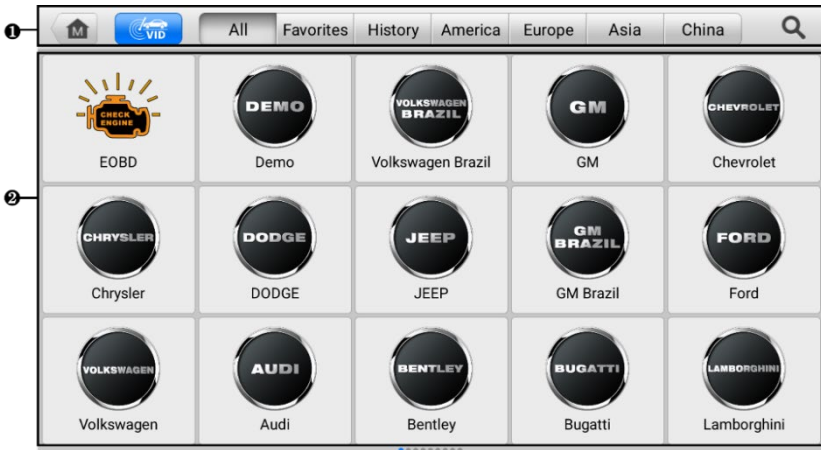 ❶
M
VID
All
Favorites
History
America
Europe
Asia
China
❷
CHECK
ENGINE
EOBD
DEMO
Demo
VOLKSWAGEN
BRAZIL
Volkswagen Brazil
GM
GM
CHEVROLET
Chevrolet
CHRYSLER
Chrysler
DODGE
DODGE
JEEP
JEEP
GM
BRAZIL
GM Brazil
FORD
Ford
VOLKSWAGEN
Volkswagen
AUDI
Audi
BENTLEY
Bentley
BUGATTI
Bugatti
LAMBORGHINI
Lamborghini